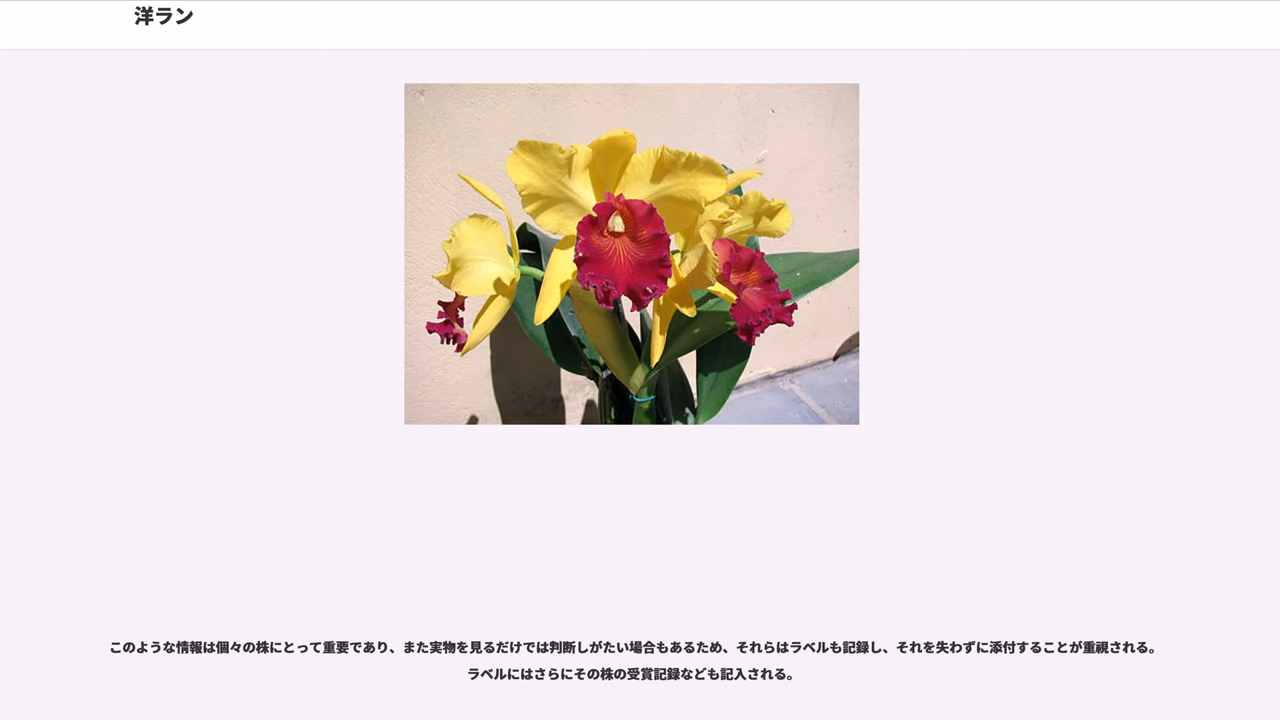 洋ラン
このような情報は個々の株にとって重要であり、また実物を見るだけでは判断しがたい場合もあるため、それらはラベルも記録し、それを失わずに添付することが重視される。
ラベルにはさらにその株の受賞記録なども記入される。